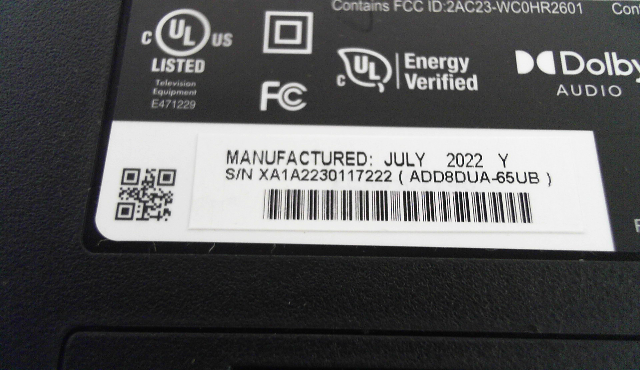 Contains FCC ID:2AC23-WC0HR2601
UL
C US
LISTED
Television
Equipment
E471229
FC
C UL
Energy
Verified
Dolby
AUDIO
MANUFACTURED: JULY 2022 Y
S/N XA1A2230117222 ( ADD8DUA-65UB )